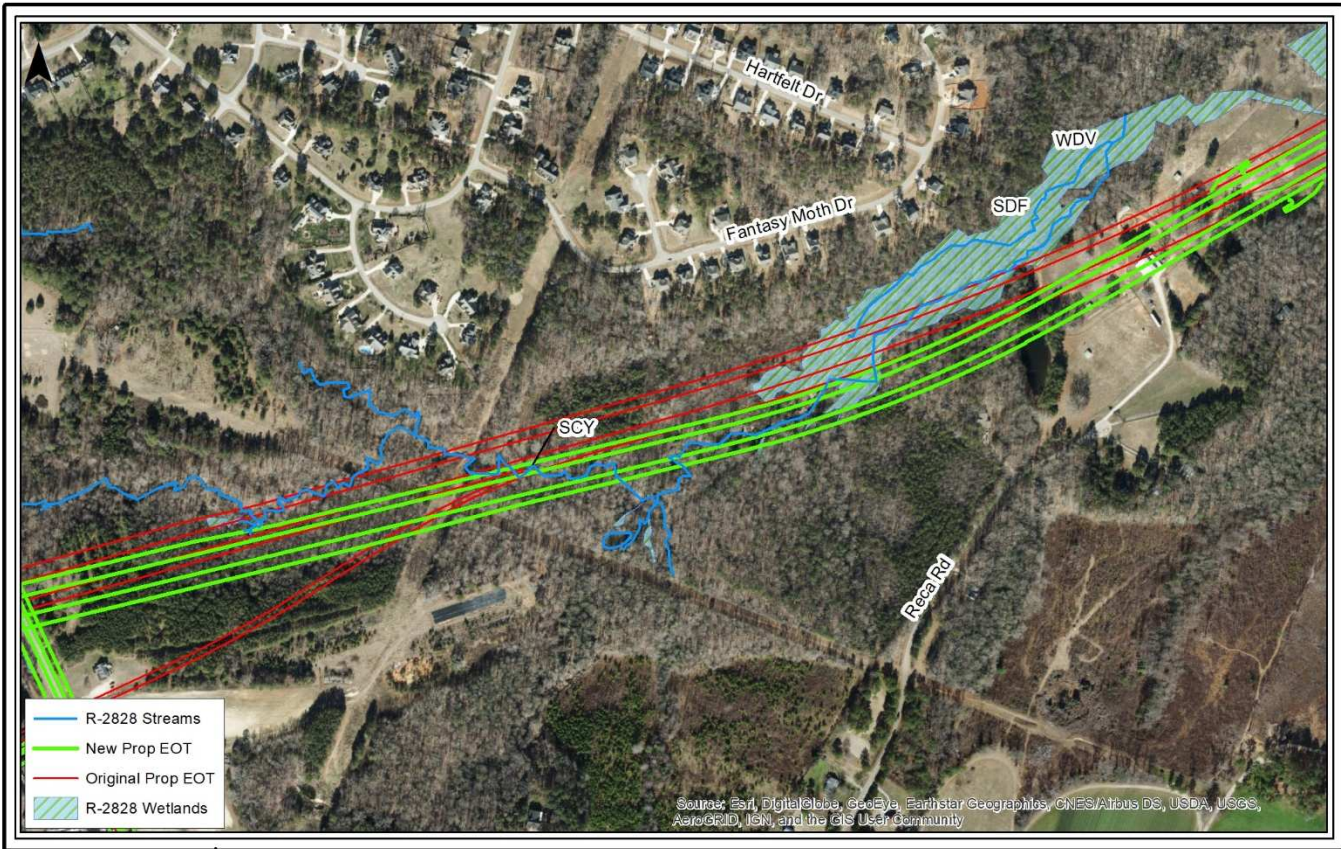 Hartfelt Dr
WDV
SDF
Fantasy Moth Dr
SCY
Reca Rd
R-2828 Streams
New Prop EOT
Original Prop EOT
R-2828 Wetlands
Source: Esri, DigitalGlobe, GeoEye, Earthstar Geographics, CNES/Airbus DS, USDA, USGS,
AeroGRID, IGN, and the GIS User Community